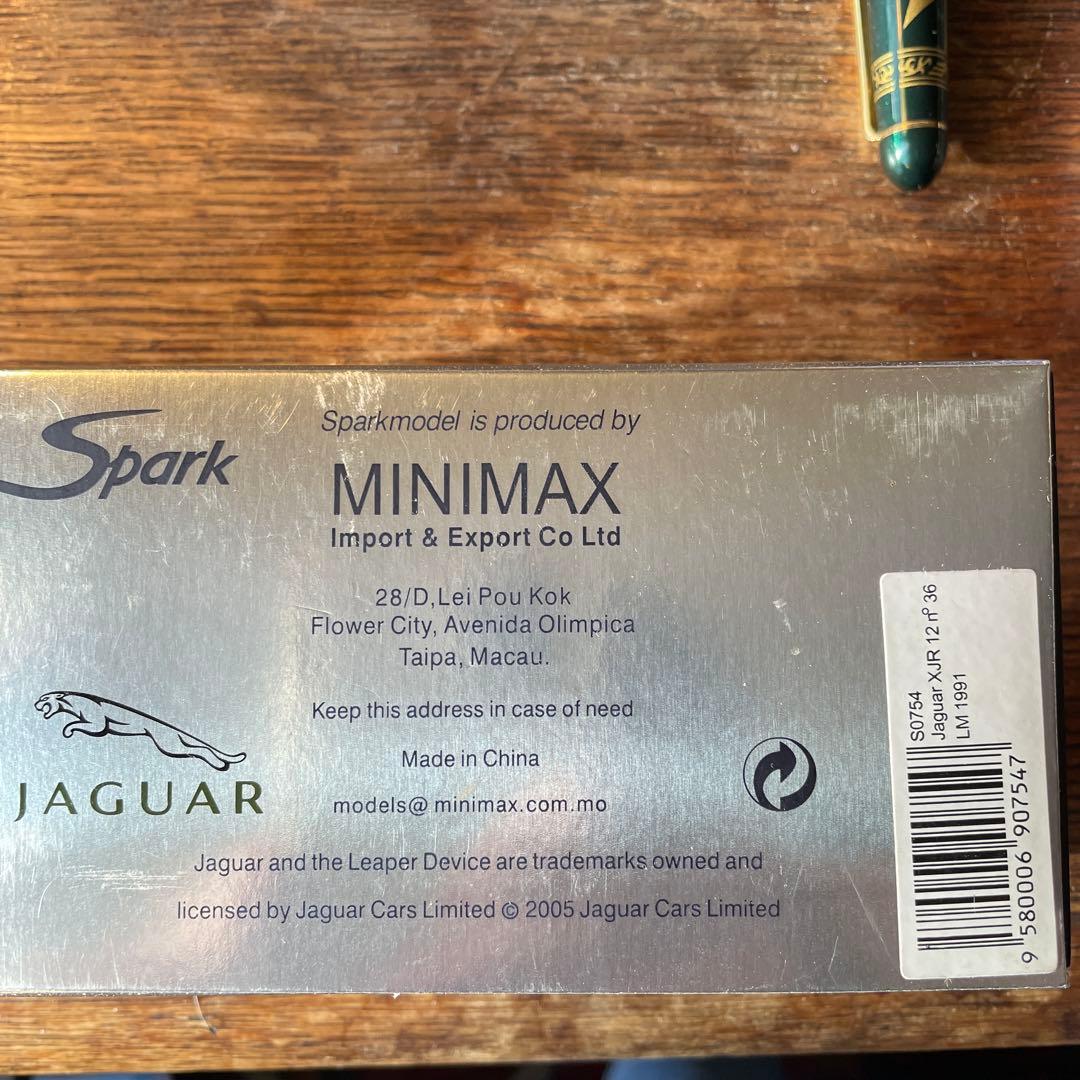 Spark
Sparkmodel is produced by
MINIMAX
Import & Export Co Ltd
28/D,Lei Pou Kok
Flower City, Avenida Olimpica
Taipa, Macau.
Keep this address in case of need
Made in China
models@minimax.com.mo
JAGUAR
Jaguar and the Leaper Device are trademarks owned and
licensed by Jaguar Cars Limited © 2005 Jaguar Cars Limited
S0754
Jaguar XJR 12 nº 36
LM 1991
9 580006 907547